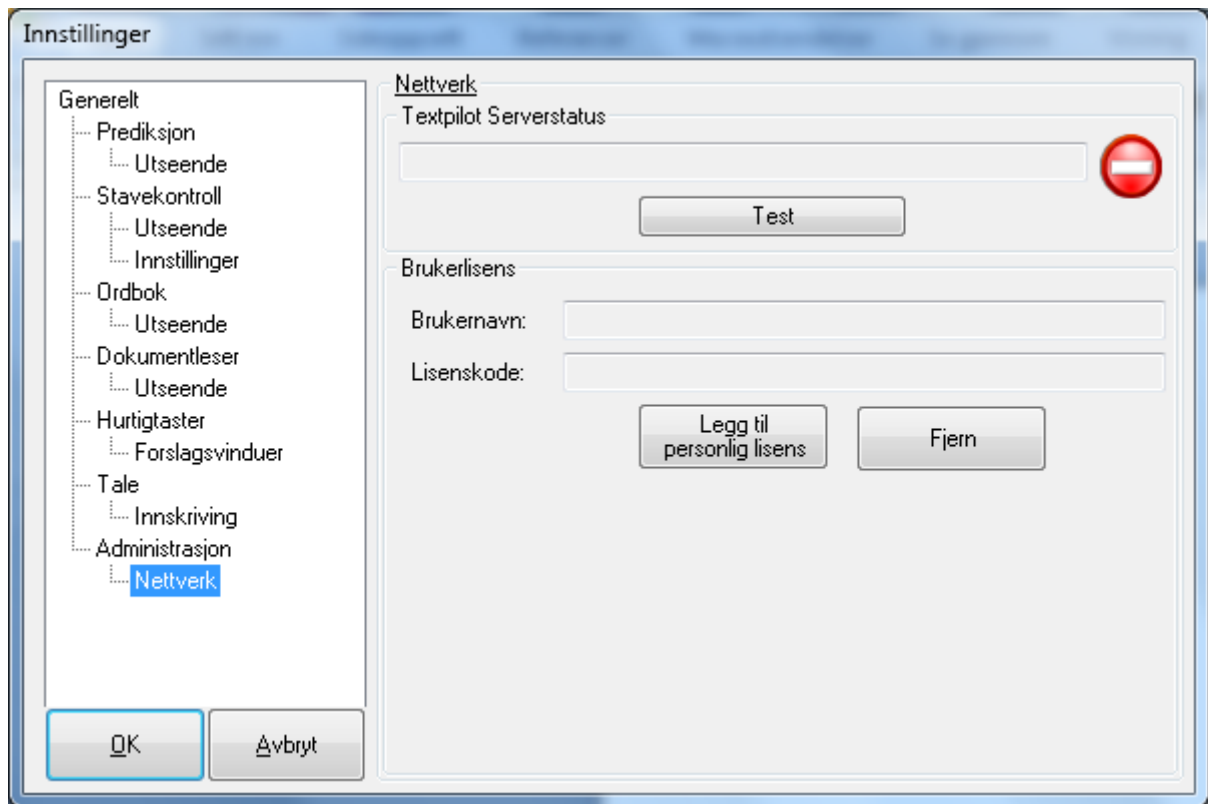 Innstillinger
Generelt
Prediksjon
Utseende
Stavekontroll
Utseende
Innstillinger
Ordbok
Utseende
Dokumentleser
Utseende
Hurtigtaster
Forslagsvinduer
Tale
Innskriving
Administrasjon
Nettverk
OK
Avbryt
Nettverk
Textpilot Serverstatus
Test
Brukerlisens
Brukernavn:
Lisenskode:
Legg til
personlig lisens
Fjern